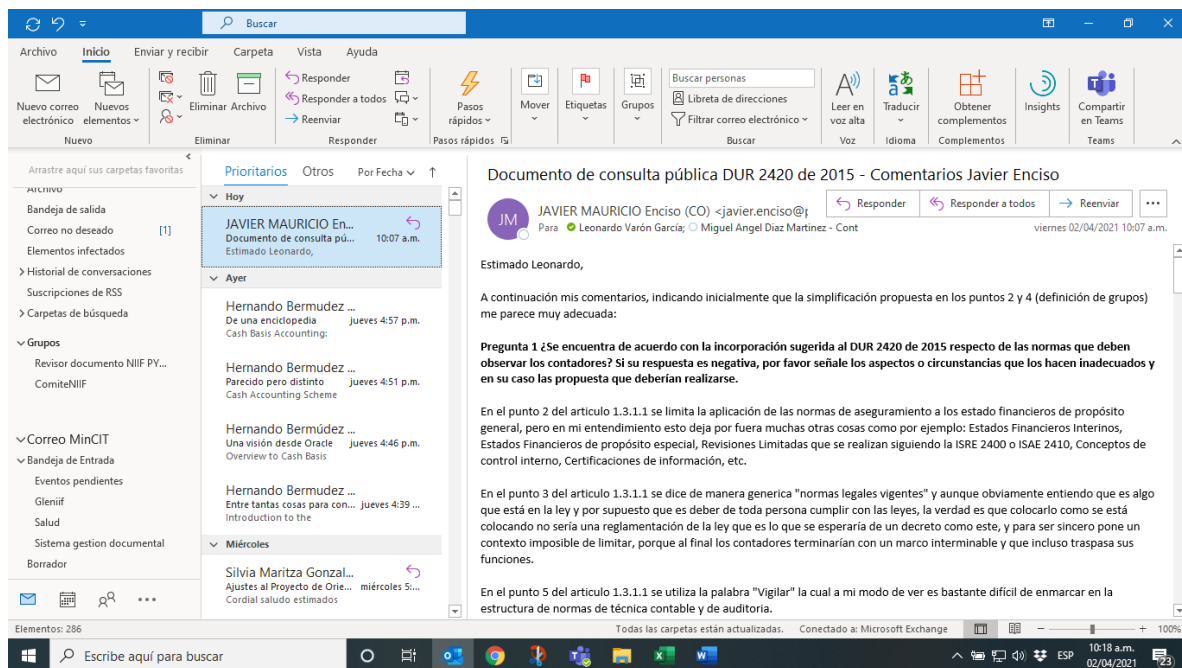 Buscar
Archivo Inicio Enviar y recibir Carpeta Vista Ayuda
Nuevo correo electrónico
Nuevos elementos
Nuevo
Eliminar Archivo
Eliminar
Responder
Responder a todos
Reenviar
Responder
Pasos rápidos
Pasos rápidos
Mover
Etiquetas
Grupos
Buscar personas
Libreta de direcciones
Filtrar correo electrónico
Buscar
Leer en voz alta
Voz
Traducir
Idioma
Obtener complementos
Complementos
Insights
Compartir en Teams
Teams
Arrastre aquí sus carpetas favoritas
Archivo
Bandeja de salida
Correo no deseado [1]
Elementos infectados
Historial de conversaciones
Suscripciones de RSS
Carpetas de búsqueda
Grupos
Revisor documento NIIF PY...
ComiteNIIF
Correo MinCIT
Bandeja de Entrada
Eventos pendientes
Gleniif
Salud
Sistema gestion documental
Borrador
Prioritarios Otros Por Fecha
Hoy
JAVIER MAURICIO En...
Documento de consulta pú... 10:07 a.m.
Estimado Leonardo,
Ayer
Hernando Bermudez ...
De una enciclopedia jueves 4:57 p.m.
Cash Basis Accounting:
Hernando Bermudez ...
Parecido pero distinto jueves 4:51 p.m.
Cash Accounting Scheme
Hernando Bermúdez ...
Una visión desde Oracle jueves 4:46 p.m.
Overview to Cash Basis
Hernando Bermudez ...
Entre tantas cosas para con... jueves 4:39 ...
Introduction to the
Miércoles
Silvia Maritza Gonzal...
Ajustes al Proyecto de Orie... miércoles 5:...
Cordial saludo estimados
Documento de consulta pública DUR 2420 de 2015 - Comentarios Javier Enciso
JM
JAVIER MAURICIO Enciso (CO) <javier.enciso@p
Para Leonardo Varón García; Miguel Angel Diaz Martinez - Cont
Responder Responder a todos Reenviar
viernes 02/04/2021 10:07 a.m.
Estimado Leonardo,
A continuación mis comentarios, indicando inicialmente que la simplificación propuesta en los puntos 2 y 4 (definición de grupos)
me parece muy adecuada:
Pregunta 1 ¿Se encuentra de acuerdo con la incorporación sugerida al DUR 2420 de 2015 respecto de las normas que deben
observar los contadores? Si su respuesta es negativa, por favor señale los aspectos o circunstancias que los hacen inadecuados y
en su caso las propuesta que deberían realizarse.
En el punto 2 del articulo 1.3.1.1 se limita la aplicación de las normas de aseguramiento a los estado financieros de propósito
general, pero en mi entendimiento esto deja por fuera muchas otras cosas como por ejemplo: Estados Financieros Interinos,
Estados Financieros de propósito especial, Revisiones Limitadas que se realizan siguiendo la ISRE 2400 o ISAE 2410, Conceptos de
control interno, Certificaciones de información, etc.
En el punto 3 del articulo 1.3.1.1 se dice de manera generica "normas legales vigentes" y aunque obviamente entiendo que es algo
que está en la ley y por supuesto que es deber de toda persona cumplir con las leyes, la verdad es que colocarlo como se está
colocando no sería una reglamentación de la ley que es lo que se esperaría de un decreto como este, y para ser sincero pone un
contexto imposible de limitar, porque al final los contadores terminarían con un marco interminable y que incluso traspasa sus
funciones.
En el punto 5 del articulo 1.3.1.1 se utiliza la palabra "Vigilar" la cual a mi modo de ver es bastante difícil de enmarcar en la
estructura de normas de técnica contable y de auditoria.
Elementos: 286
Todas las carpetas están actualizadas. Conectado a: Microsoft Exchange 100%
Escribe aquí para buscar
ESP
10:18 a.m.
02/04/2021
23